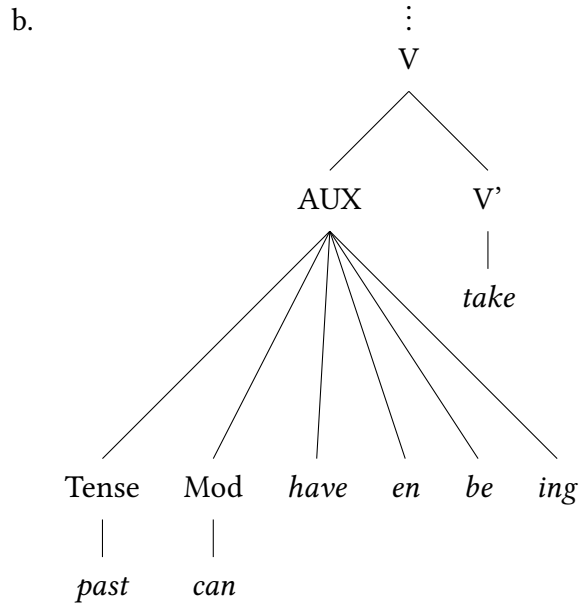 b.
⋮
V
AUX V’
take
Tense Mod have en be ing
past can